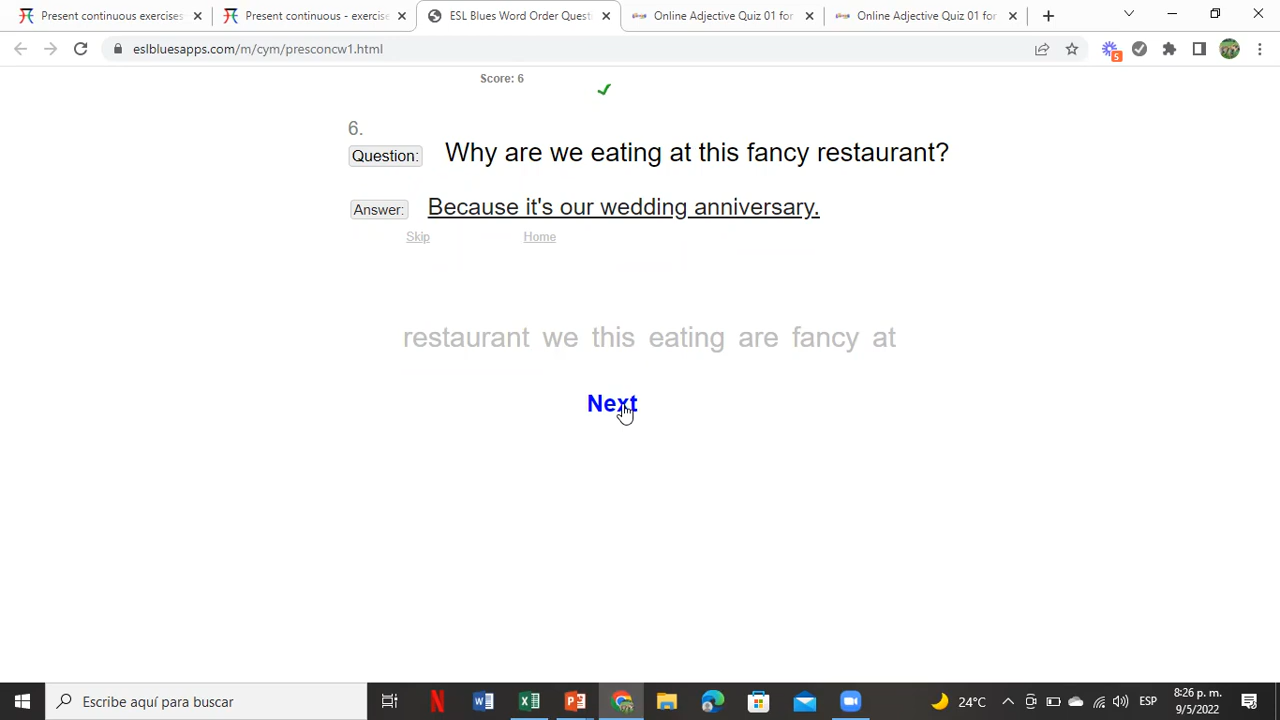 Present continuous exercises
Present continuous - exercise
ESL Blues Word Order Quest
Online Adjective Quiz 01 for
Online Adjective Quiz 01 for
eslbluesapps.com/m/cym/presconcw1.html
5
Score: 6
6.
Question: Why are we eating at this fancy restaurant?
Answer: Because it's our wedding anniversary.
Skip Home
restaurant we this eating are fancy at
Next
Escribe aquí para buscar
24°C
ESP
8:26 p. m.
9/5/2022